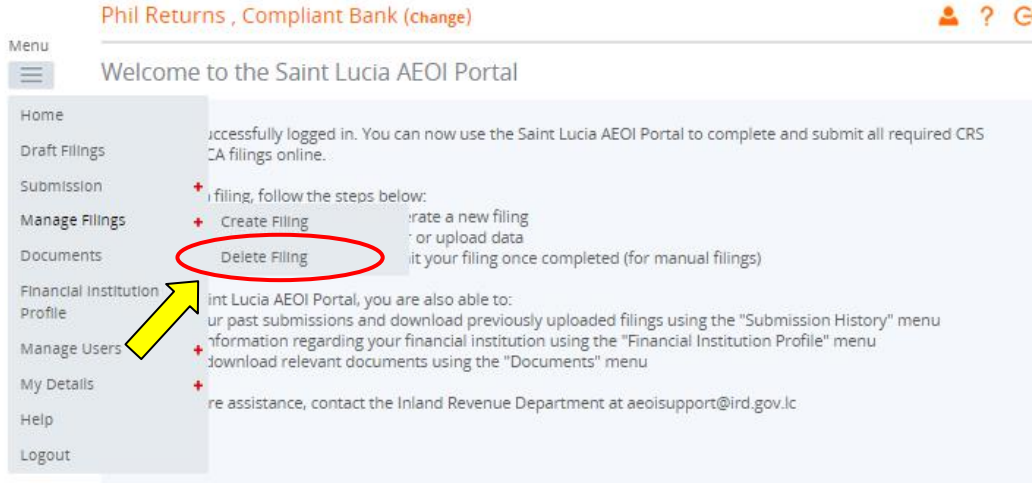 Phil Returns , Compliant Bank (change)
?
Menu
Welcome to the Saint Lucia AEOI Portal
Home
Draft Filings
Submission +
Manage Filings +
Create Filing
Delete Filing
Documents
Financial Institution
Profile
Manage Users +
My Details +
Help
Logout
uccessfully logged in. You can now use the Saint Lucia AEOI Portal to complete and submit all required CRS
CA filings online.
filing, follow the steps below:
erate a new filing
r or upload data
it your filing once completed (for manual filings)
int Lucia AEOI Portal, you are also able to:
ur past submissions and download previously uploaded filings using the "Submission History" menu
nformation regarding your financial institution using the "Financial Institution Profile" menu
download relevant documents using the "Documents" menu
re assistance, contact the Inland Revenue Department at aeoisupport@ird.gov.lc